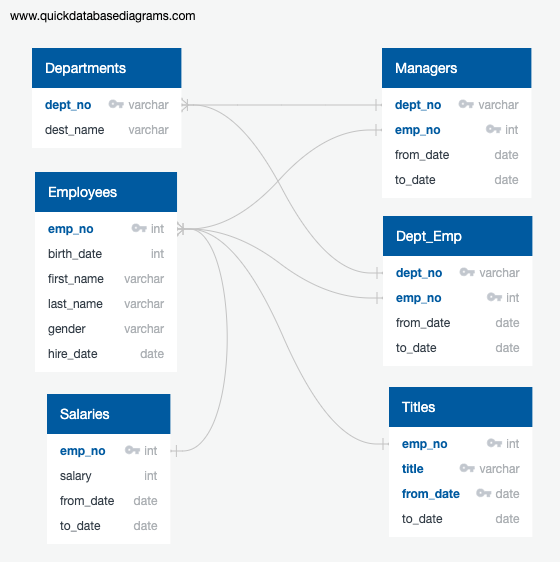 www.quickdatabasediagrams.com
Departments
dept_no varchar
dest_name varchar
Employees
emp_no int
birth_date int
first_name varchar
last_name varchar
gender varchar
hire_date date
Salaries
emp_no int
salary int
from_date date
to_date date
Managers
dept_no varchar
emp_no int
from_date date
to_date date
Dept_Emp
dept_no varchar
emp_no int
from_date date
to_date date
Titles
emp_no int
title varchar
from_date date
to_date date